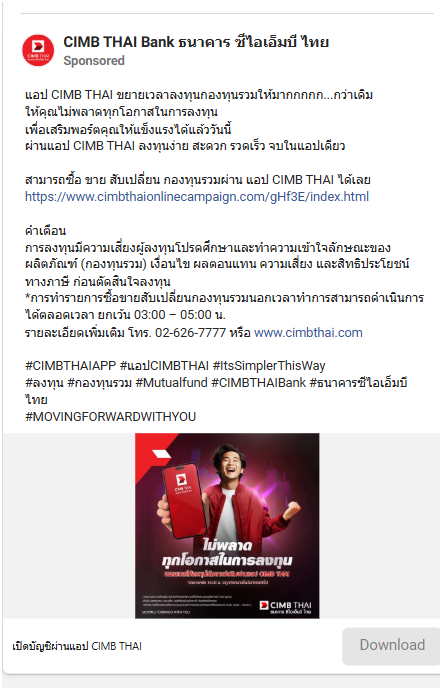 CIMB THAI Bank ธนาคาร ซีไอเอ็มบี ไทย
Sponsored
แอป CIMB THAI ขยายเวลาลงทุนกองทุนรวมให้มากกกกก...กว่าเดิม
ให้คุณไม่พลาดทุกโอกาสในการลงทุน
เพื่อเสริมพอร์ตคุณให้แข็งแรงได้แล้ววันนี้
ผ่านแอป CIMB THAI ลงทุนง่าย สะดวก รวดเร็ว จบในแอปเดียว
สามารถซื้อ ขาย สับเปลี่ยน กองทุนรวมผ่าน แอป CIMB THAI ได้เลย
https://www.cimbthaionlinecampaign.com/gHf3E/index.html
คำเตือน
การลงทุนมีความเสี่ยงผู้ลงทุนโปรดศึกษาและทำความเข้าใจลักษณะของ
ผลิตภัณฑ์ (กองทุนรวม) เงื่อนไข ผลตอบแทน ความเสี่ยง และสิทธิประโยชน์
ทางภาษี ก่อนตัดสินใจลงทุน
*การทำรายการซื้อขายสับเปลี่ยนกองทุนรวมนอกเวลาทำการสามารถดำเนินการ
ได้ตลอดเวลา ยกเว้น 03:00 – 05:00 น.
รายละเอียดเพิ่มเติม โทร. 02-626-7777 หรือ www.cimbthai.com
#CIMBTHAIAPP #แอปCIMBTHAI #ItsSimplerThisWay
#ลงทุน #กองทุนรวม #Mutualfund #CIMBTHAIBank #ธนาคารซีไอเอ็มบี
ไทย
#MOVINGFORWARDWITHYOU
CIMB THAI
ไม่พลาด
ทุกโอกาสในการลงทุน
CIMB THAI
ธนาคาร ซีไอเอ็มบี ไทย
MOVING FORWARD WITH YOU
เปิดบัญชีผ่านแอป CIMB THAI
Download